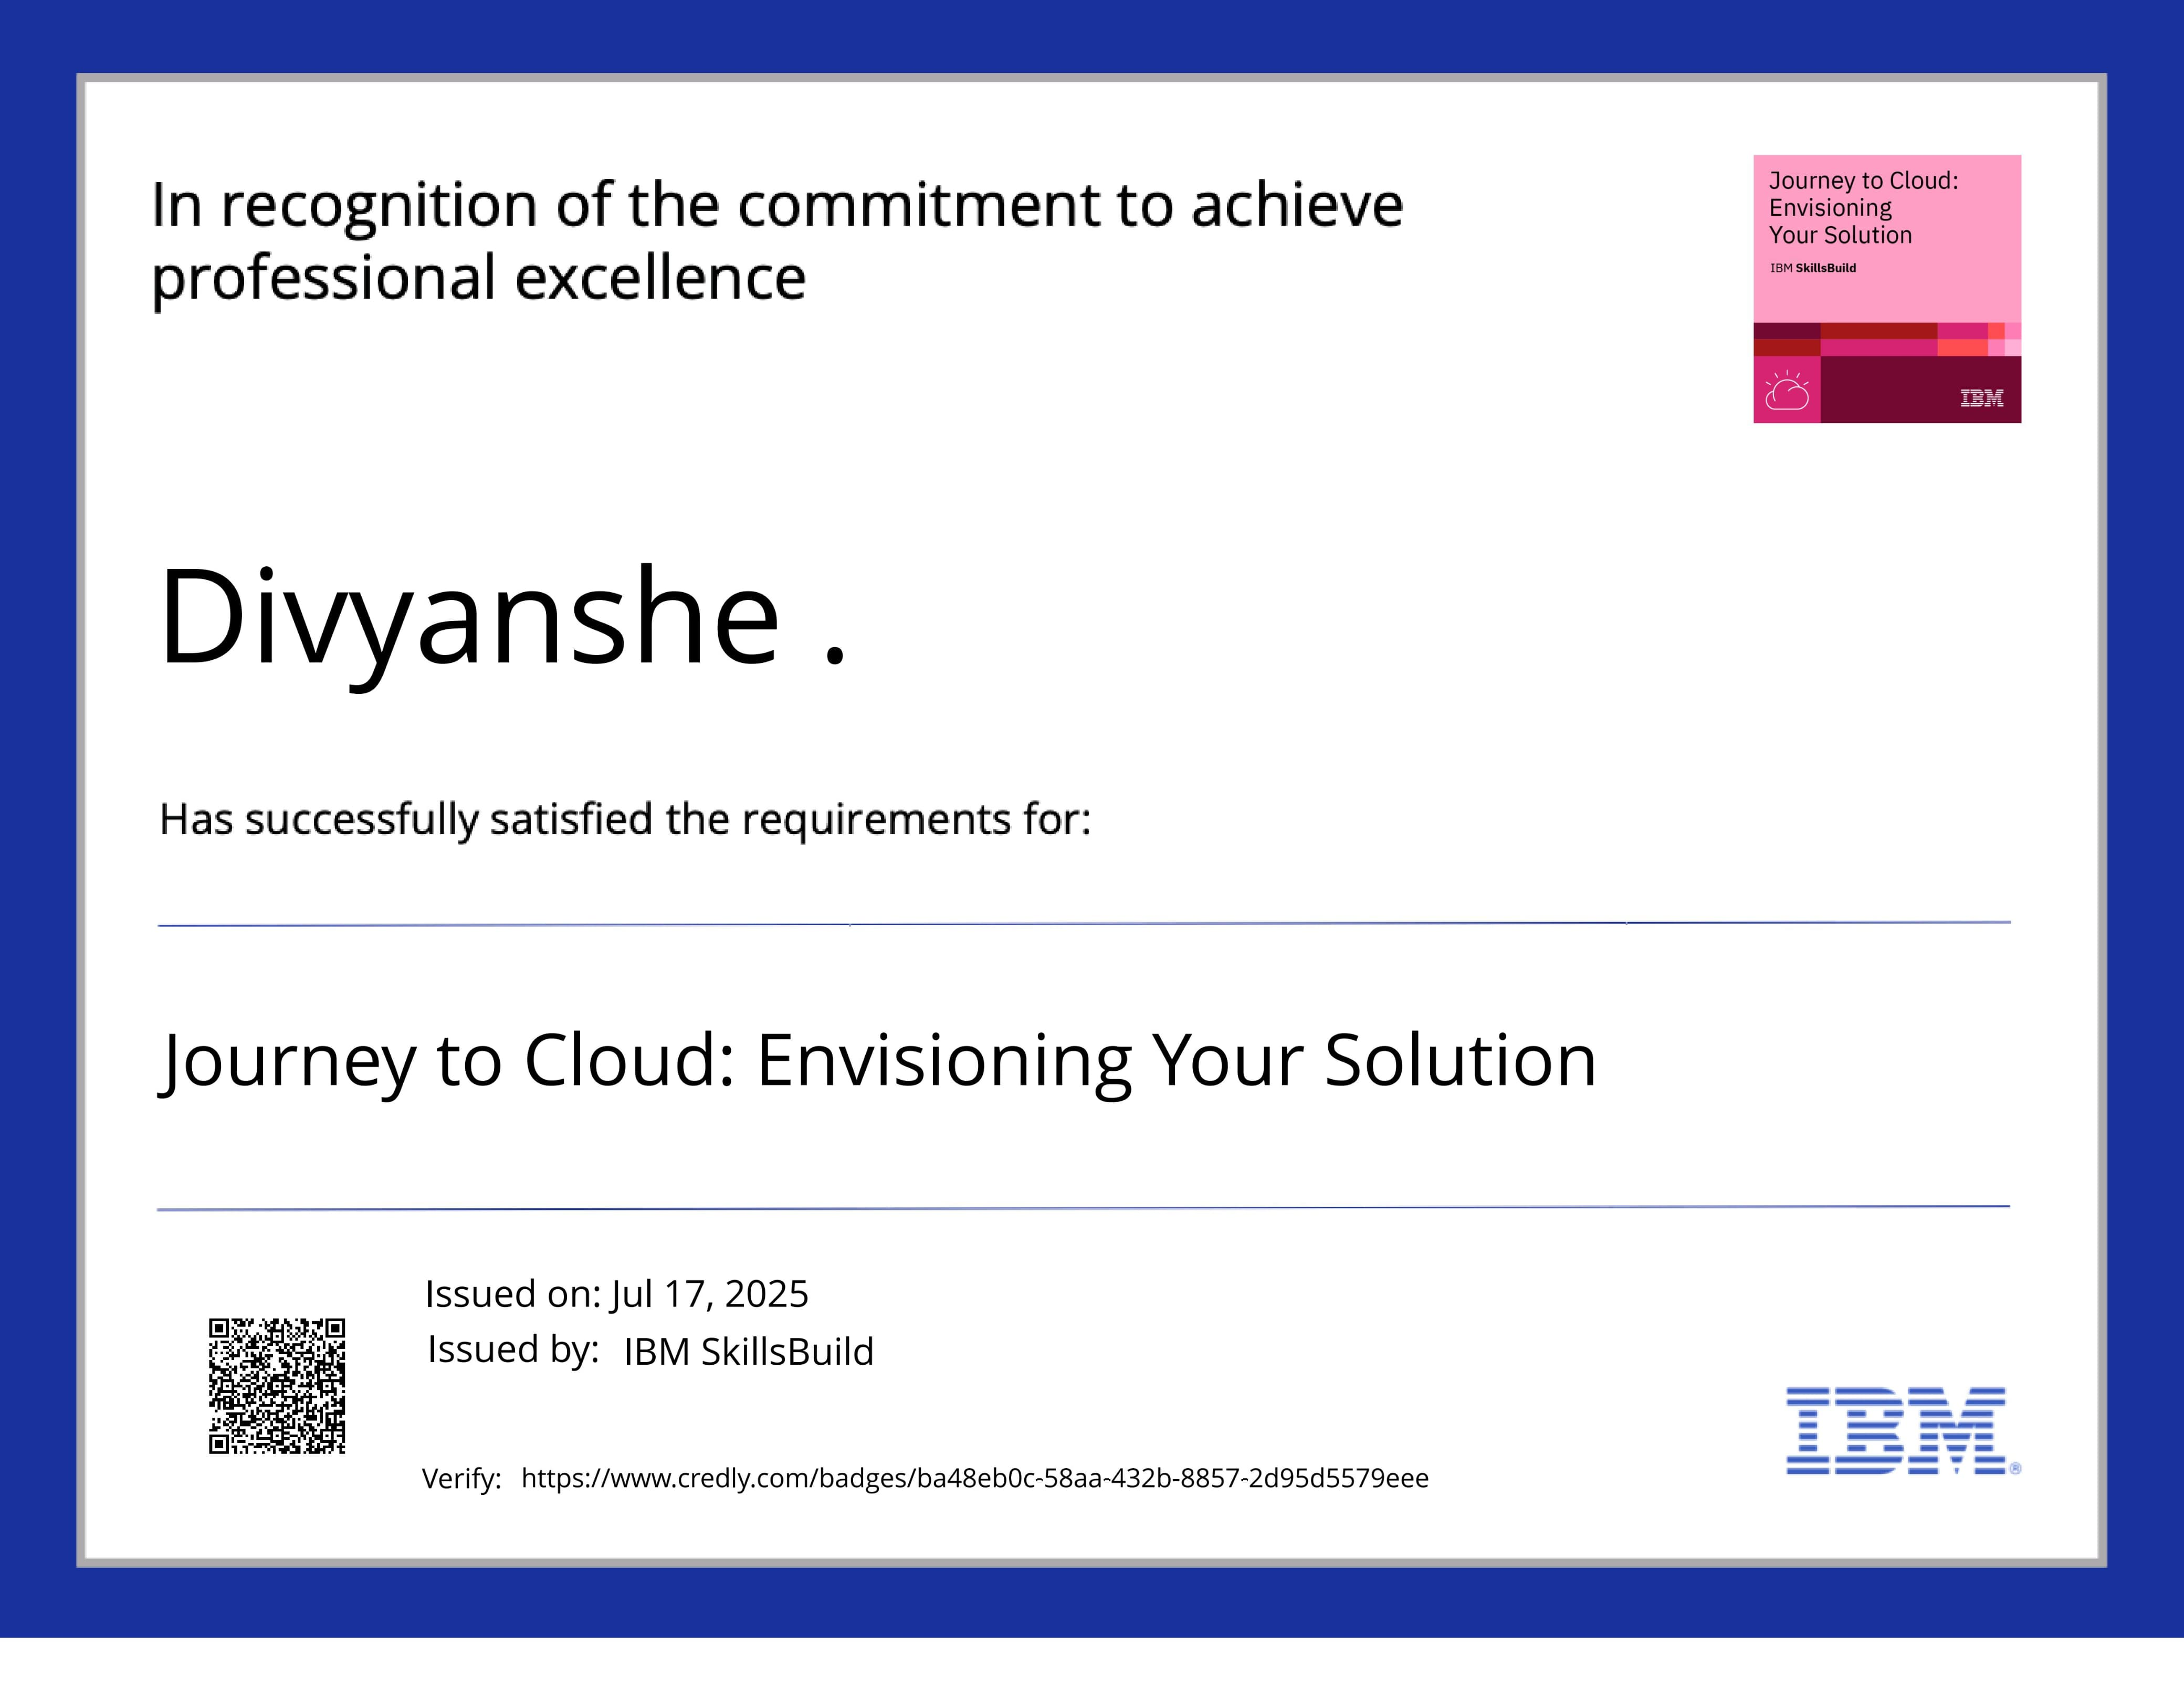 In recognition of the commitment to achieve
professional excellence
Journey to Cloud:
Envisioning
Your Solution
IBM SkillsBuild
IBM
Divyanshe .
Has successfully satisfied the requirements for:
Journey to Cloud: Envisioning Your Solution
Issued on: Jul 17, 2025
Issued by: IBM SkillsBuild
Verify: https://www.credly.com/badges/ba48eb0c-58aa-432b-8857-2d95d5579eee
IBM®